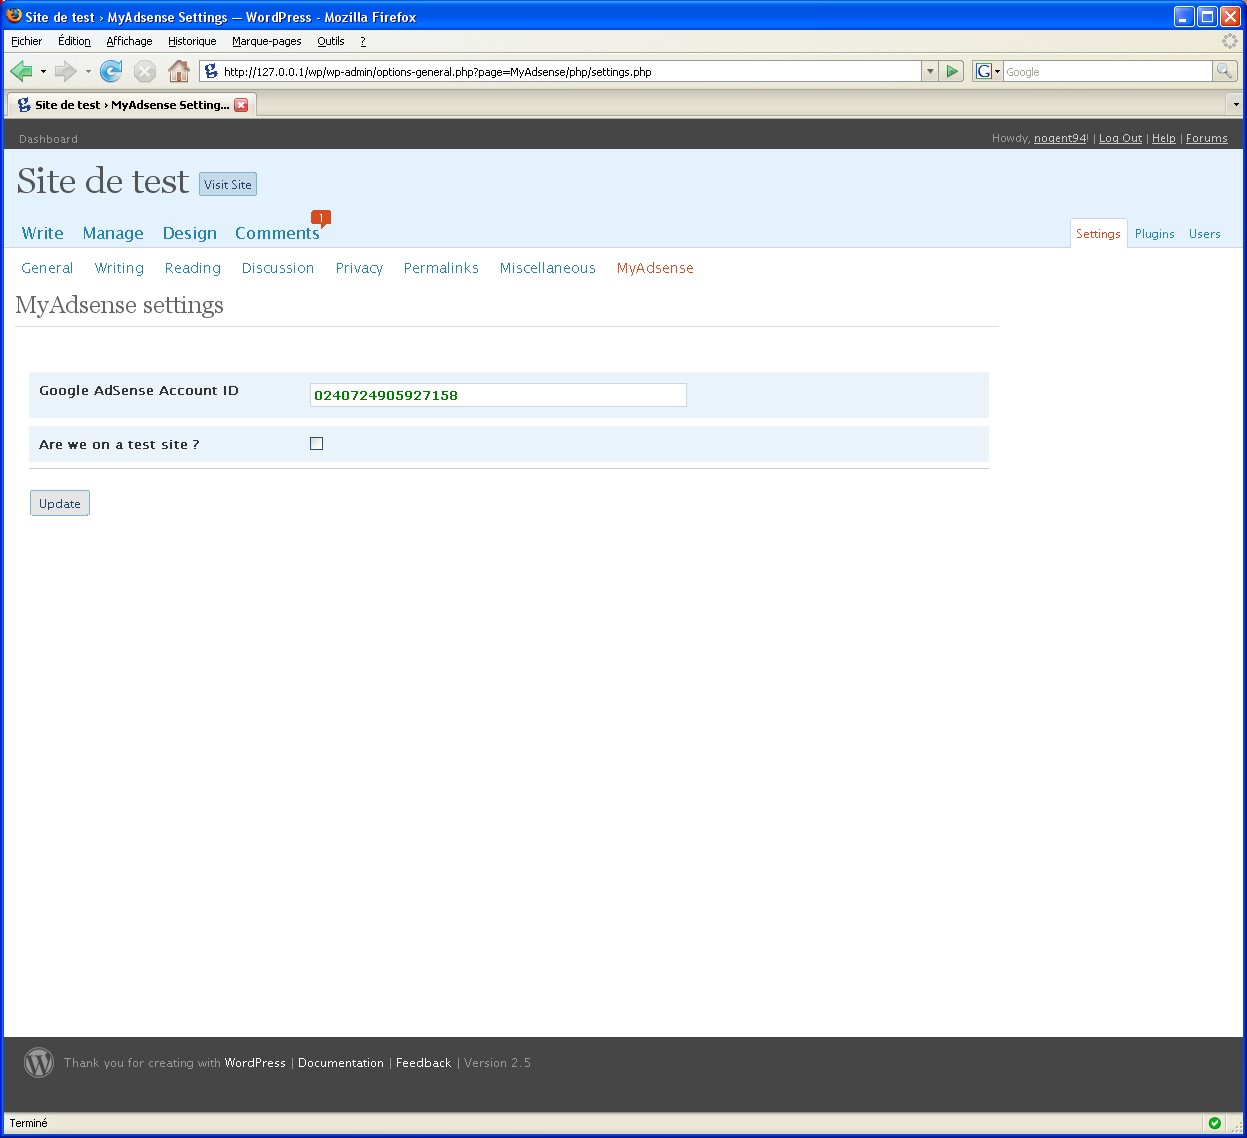 Site de test › MyAdsense Settings — WordPress - Mozilla Firefox
Fichier Édition Affichage Historique Marque-pages Outils ?
http://127.0.0.1/wp/wp-admin/options-general.php?page=MyAdsense/php/settings.php G Google
Site de test › MyAdsense Setting...
Dashboard Howdy, nogent94! | Log Out | Help | Forums
Site de test Visit Site
1
Write Manage Design Comments Settings Plugins Users
General Writing Reading Discussion Privacy Permalinks Miscellaneous MyAdsense
MyAdsense settings
Google AdSense Account ID 0240724905927158
Are we on a test site ?
Update
Thank you for creating with WordPress | Documentation | Feedback | Version 2.5
Terminé